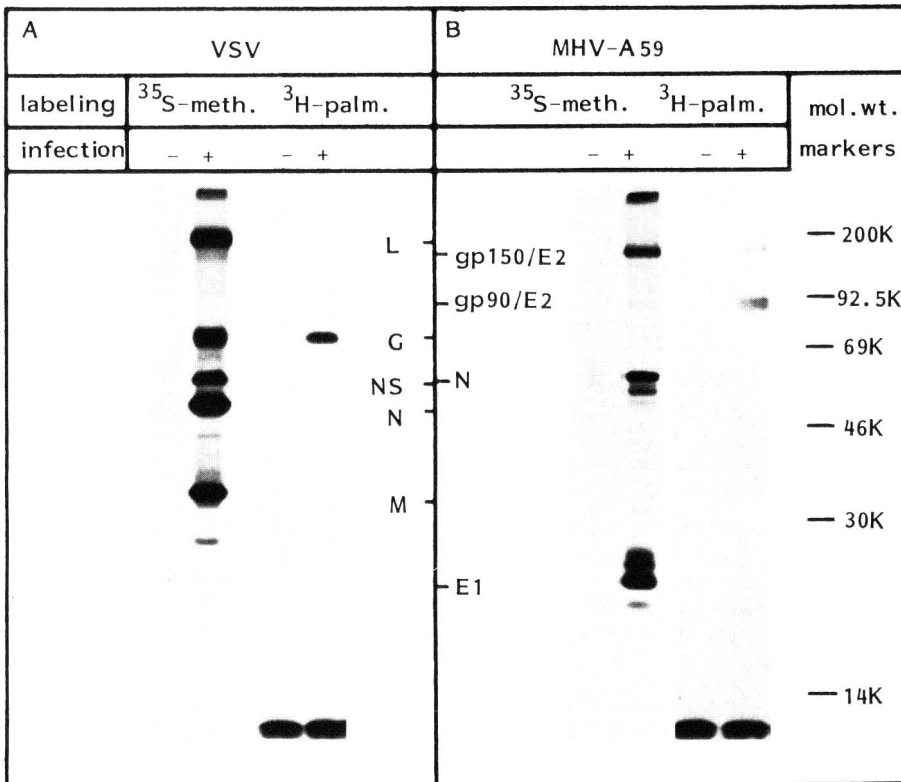 A
VSV
B
MHV-A59
labeling
³⁵S-meth. ³H-palm.
³⁵S-meth. ³H-palm.
mol.wt.
markers
infection
- + - +
- + - +
L
G
NS
N
M
gp150/E2
gp90/E2
N
E1
200K
92.5K
69K
46K
30K
14K